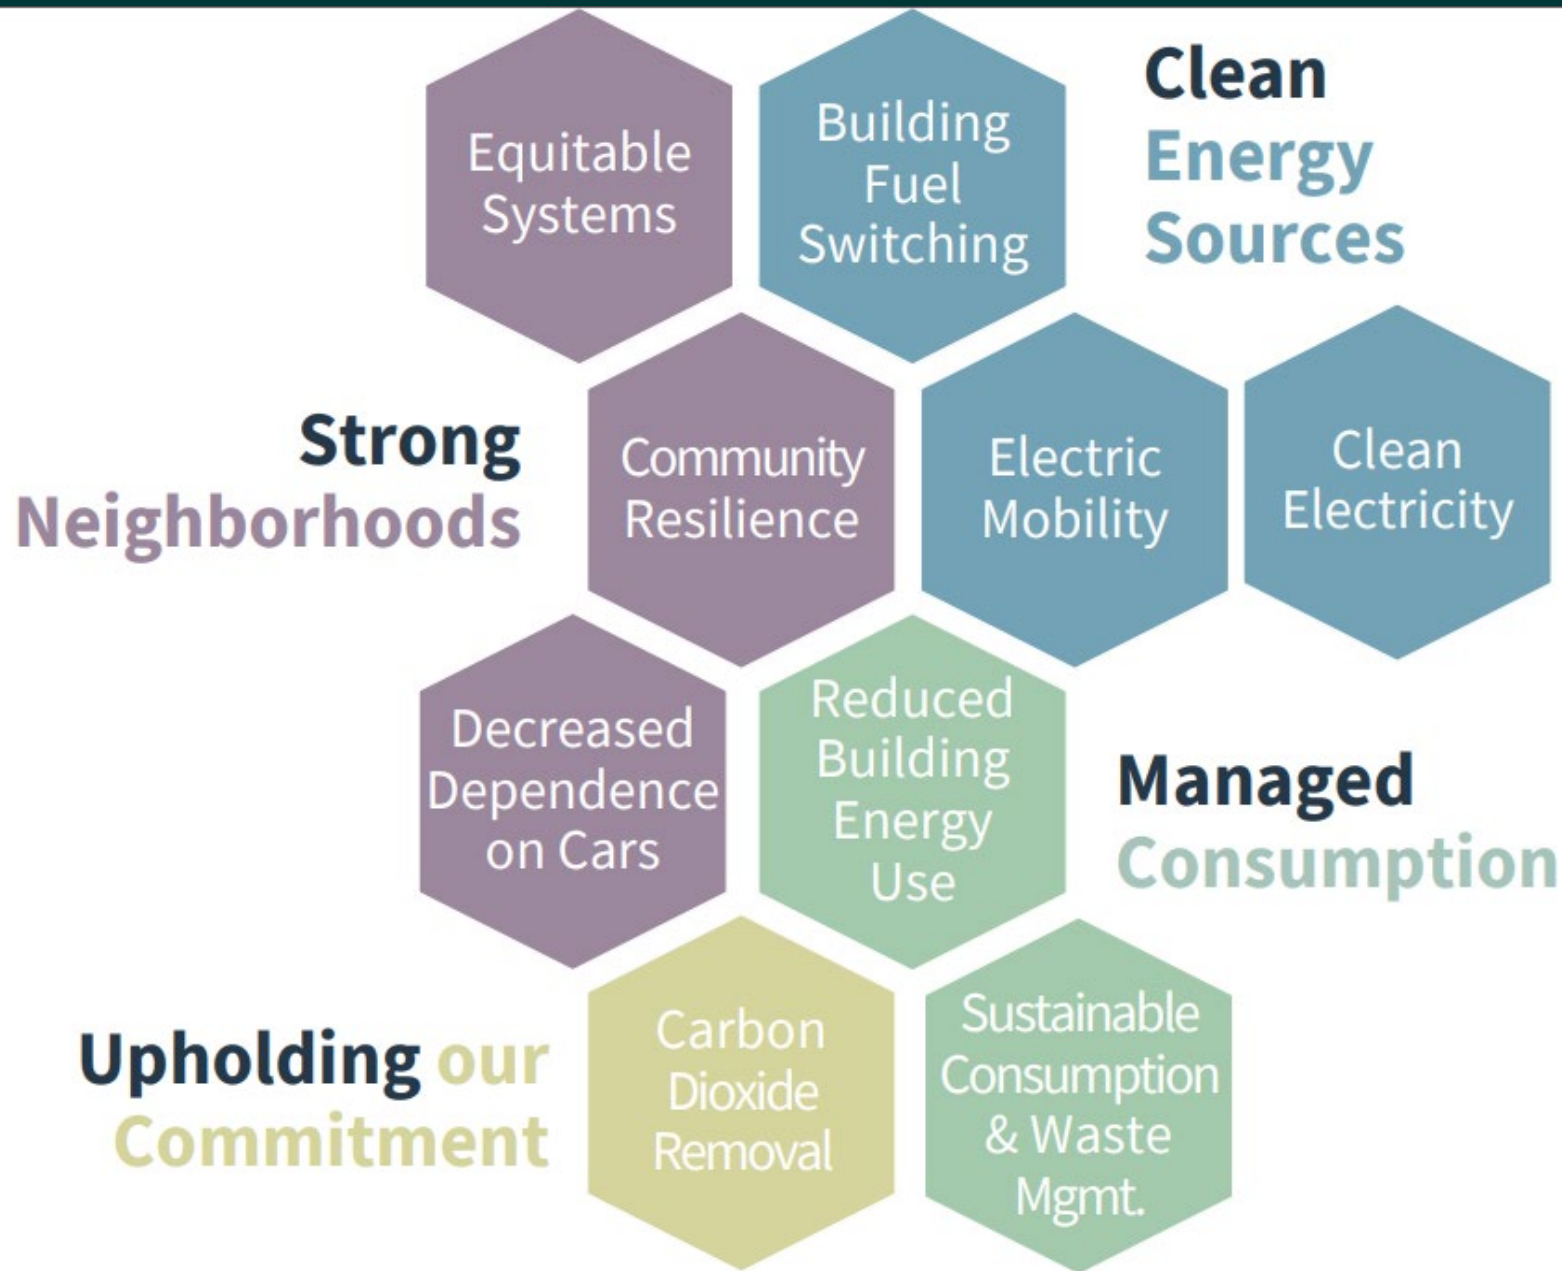 Equitable
Systems
Building
Fuel
Switching
Clean
Energy
Sources
Strong
Neighborhoods
Community
Resilience
Electric
Mobility
Clean
Electricity
Decreased
Dependence
on Cars
Reduced
Building
Energy
Use
Managed
Consumption
Upholding our
Commitment
Carbon
Dioxide
Removal
Sustainable
Consumption
& Waste
Mgmt.